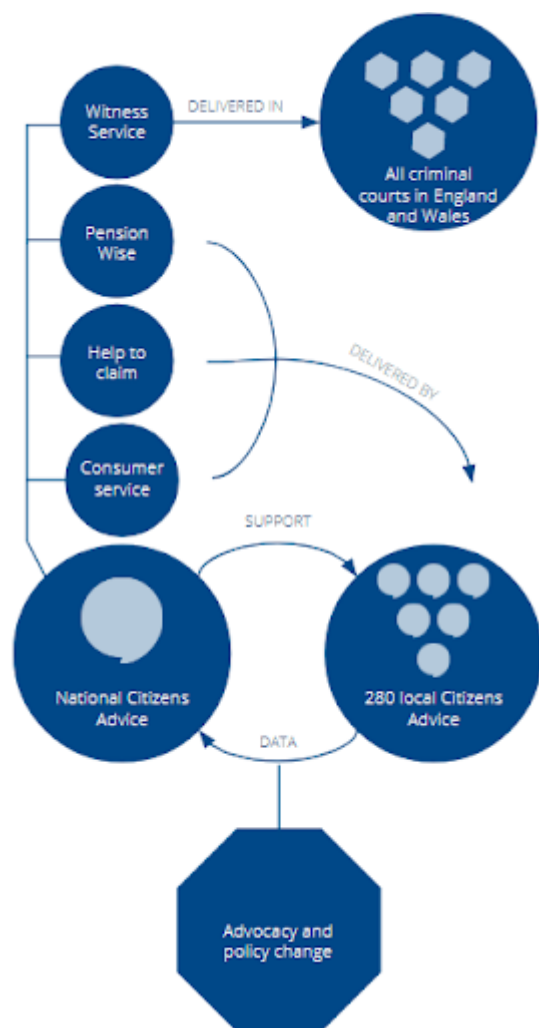 Witness
Service
DELIVERED IN
All criminal
courts in England
and Wales
Pension
Wise
Help to
claim
DELIVERED BY
Consumer
service
SUPPORT
National Citizens
Advice
280 local Citizens
Advice
DATA
Advocacy and
policy change